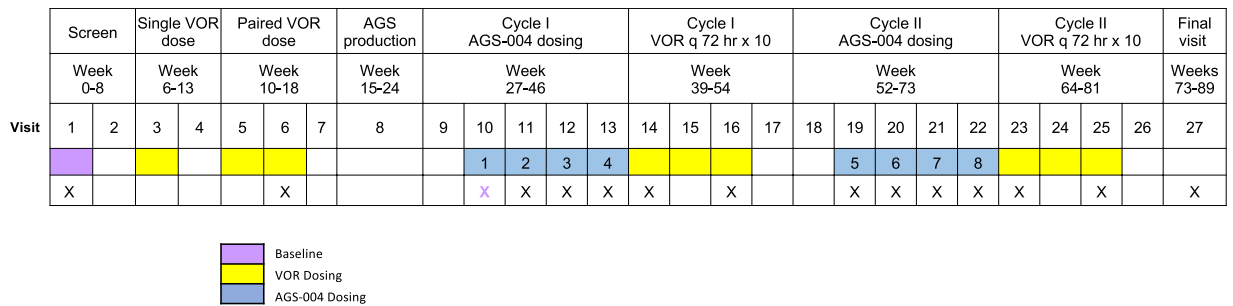 Screen Single VOR dose Paired VOR dose AGS production Cycle I AGS-004 dosing Cycle I VOR q 72 hr x 10 Cycle II AGS-004 dosing Cycle II VOR q 72 hr x 10 Final visit
Week 0-8 Week 6-13 Week 10-18 Week 15-24 Week 27-46 Week 39-54 Week 52-73 Week 64-81 Weeks 73-89
Visit 1 2 3 4 5 6 7 8 9 10 11 12 13 14 15 16 17 18 19 20 21 22 23 24 25 26 27
1 2 3 4 5 6 7 8
X X X X X X X X X X X X X X X
Baseline
VOR Dosing
AGS-004 Dosing